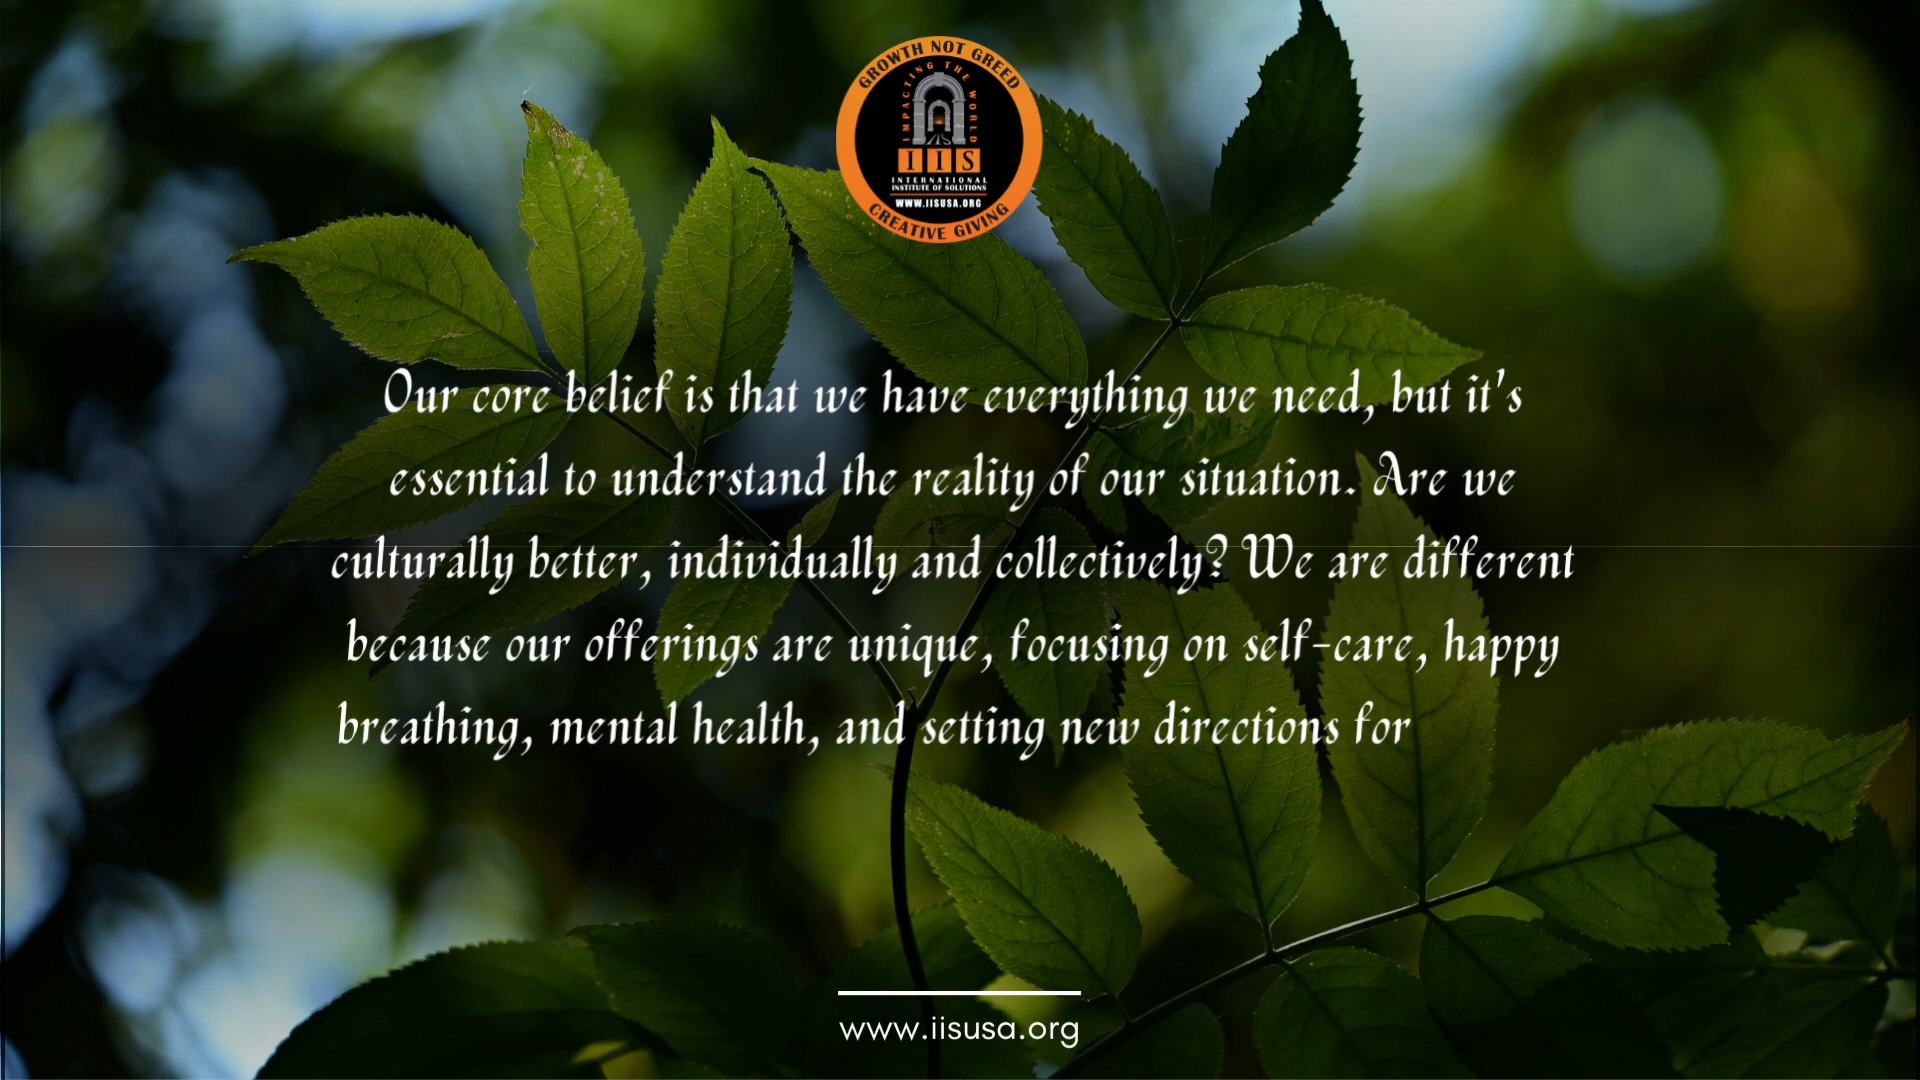 GROWTH NOT GREED
IMPACTING THE WORLD
IIS
INTERNATIONAL
INSTITUTE OF SOLUTIONS
WWW.IISUSA.ORG
CREATIVE GIVING
Our core belief is that we have everything we need, but it's
essential to understand the reality of our situation. Are we
culturally better, individually and collectively? We are different
because our offerings are unique, focusing on self-care, happy
breathing, mental health, and setting new directions for
www.iisusa.org